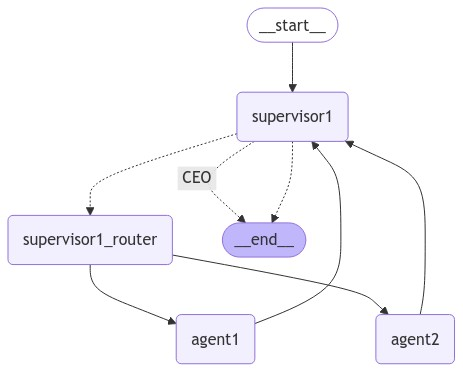 __start__
supervisor1
CEO
supervisor1_router
__end__
agent1
agent2